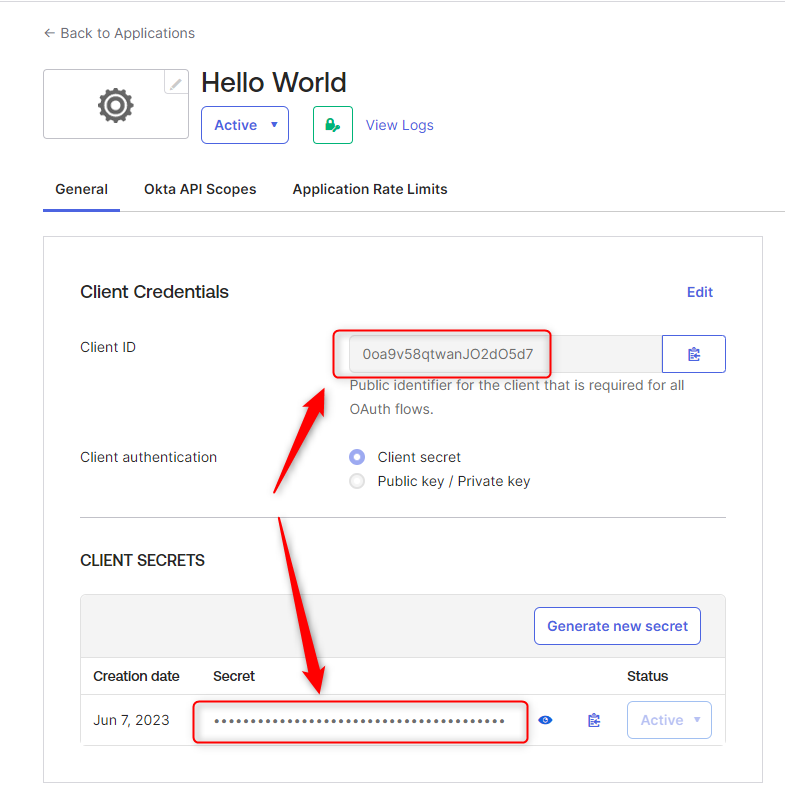 ← Back to Applications
Hello World
Active ▼
View Logs
General Okta API Scopes Application Rate Limits
Client Credentials Edit
Client ID 0oa9v58qtwanJO2dO5d7
Public identifier for the client that is required for all
OAuth flows.
Client authentication Client secret
Public key / Private key
CLIENT SECRETS
Generate new secret
Creation date Secret Status
Jun 7, 2023 •••••••••••••••••••••••••••••••••••••••• Active ▼